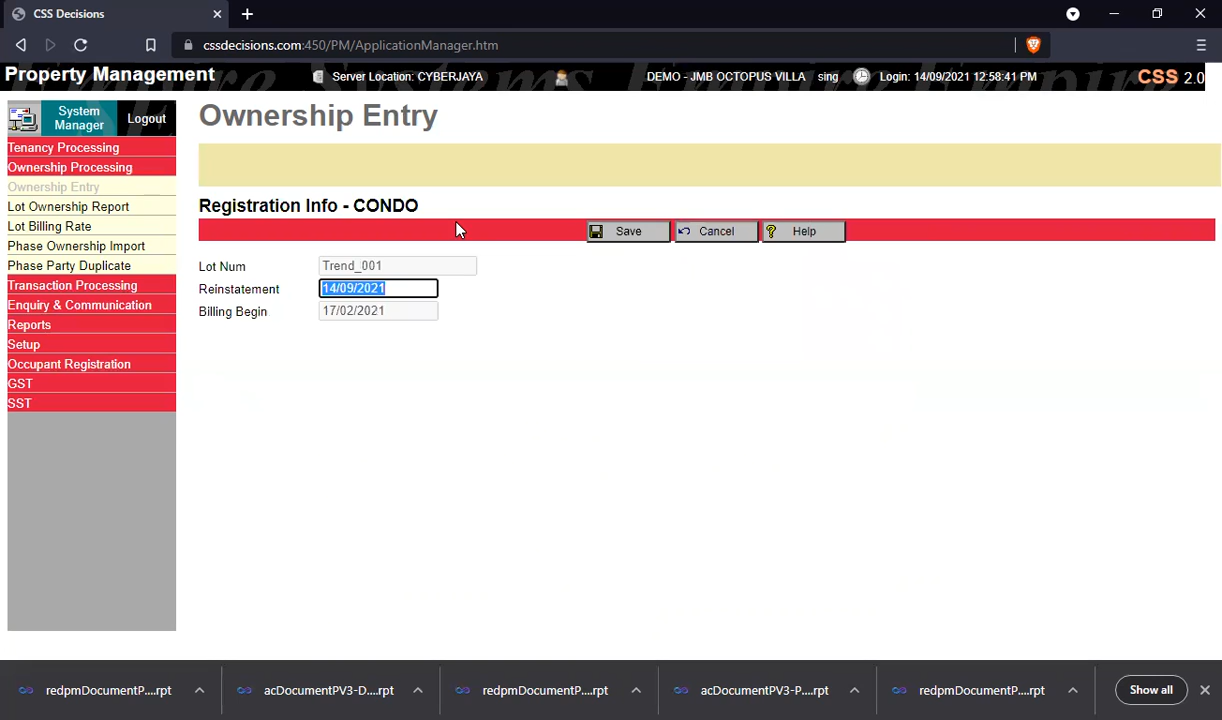 CSS Decisions
cssdecisions.com:450/PM/ApplicationManager.htm
Property Management
Server Location: CYBERJAYA
DEMO - JMB OCTOPUS VILLA sing
Login: 14/09/2021 12:58:41 PM
CSS 2.0
System Manager
Logout
Ownership Entry
Tenancy Processing
Ownership Processing
Ownership Entry
Lot Ownership Report
Lot Billing Rate
Phase Ownership Import
Phase Party Duplicate
Transaction Processing
Enquiry & Communication
Reports
Setup
Occupant Registration
GST
SST
Registration Info - CONDO
Save
Cancel
Help
Lot Num Trend_001
Reinstatement 14/09/2021
Billing Begin 17/02/2021
redpmDocumentP....rpt
acDocumentPV3-D....rpt
redpmDocumentP....rpt
acDocumentPV3-P....rpt
redpmDocumentP....rpt
Show all